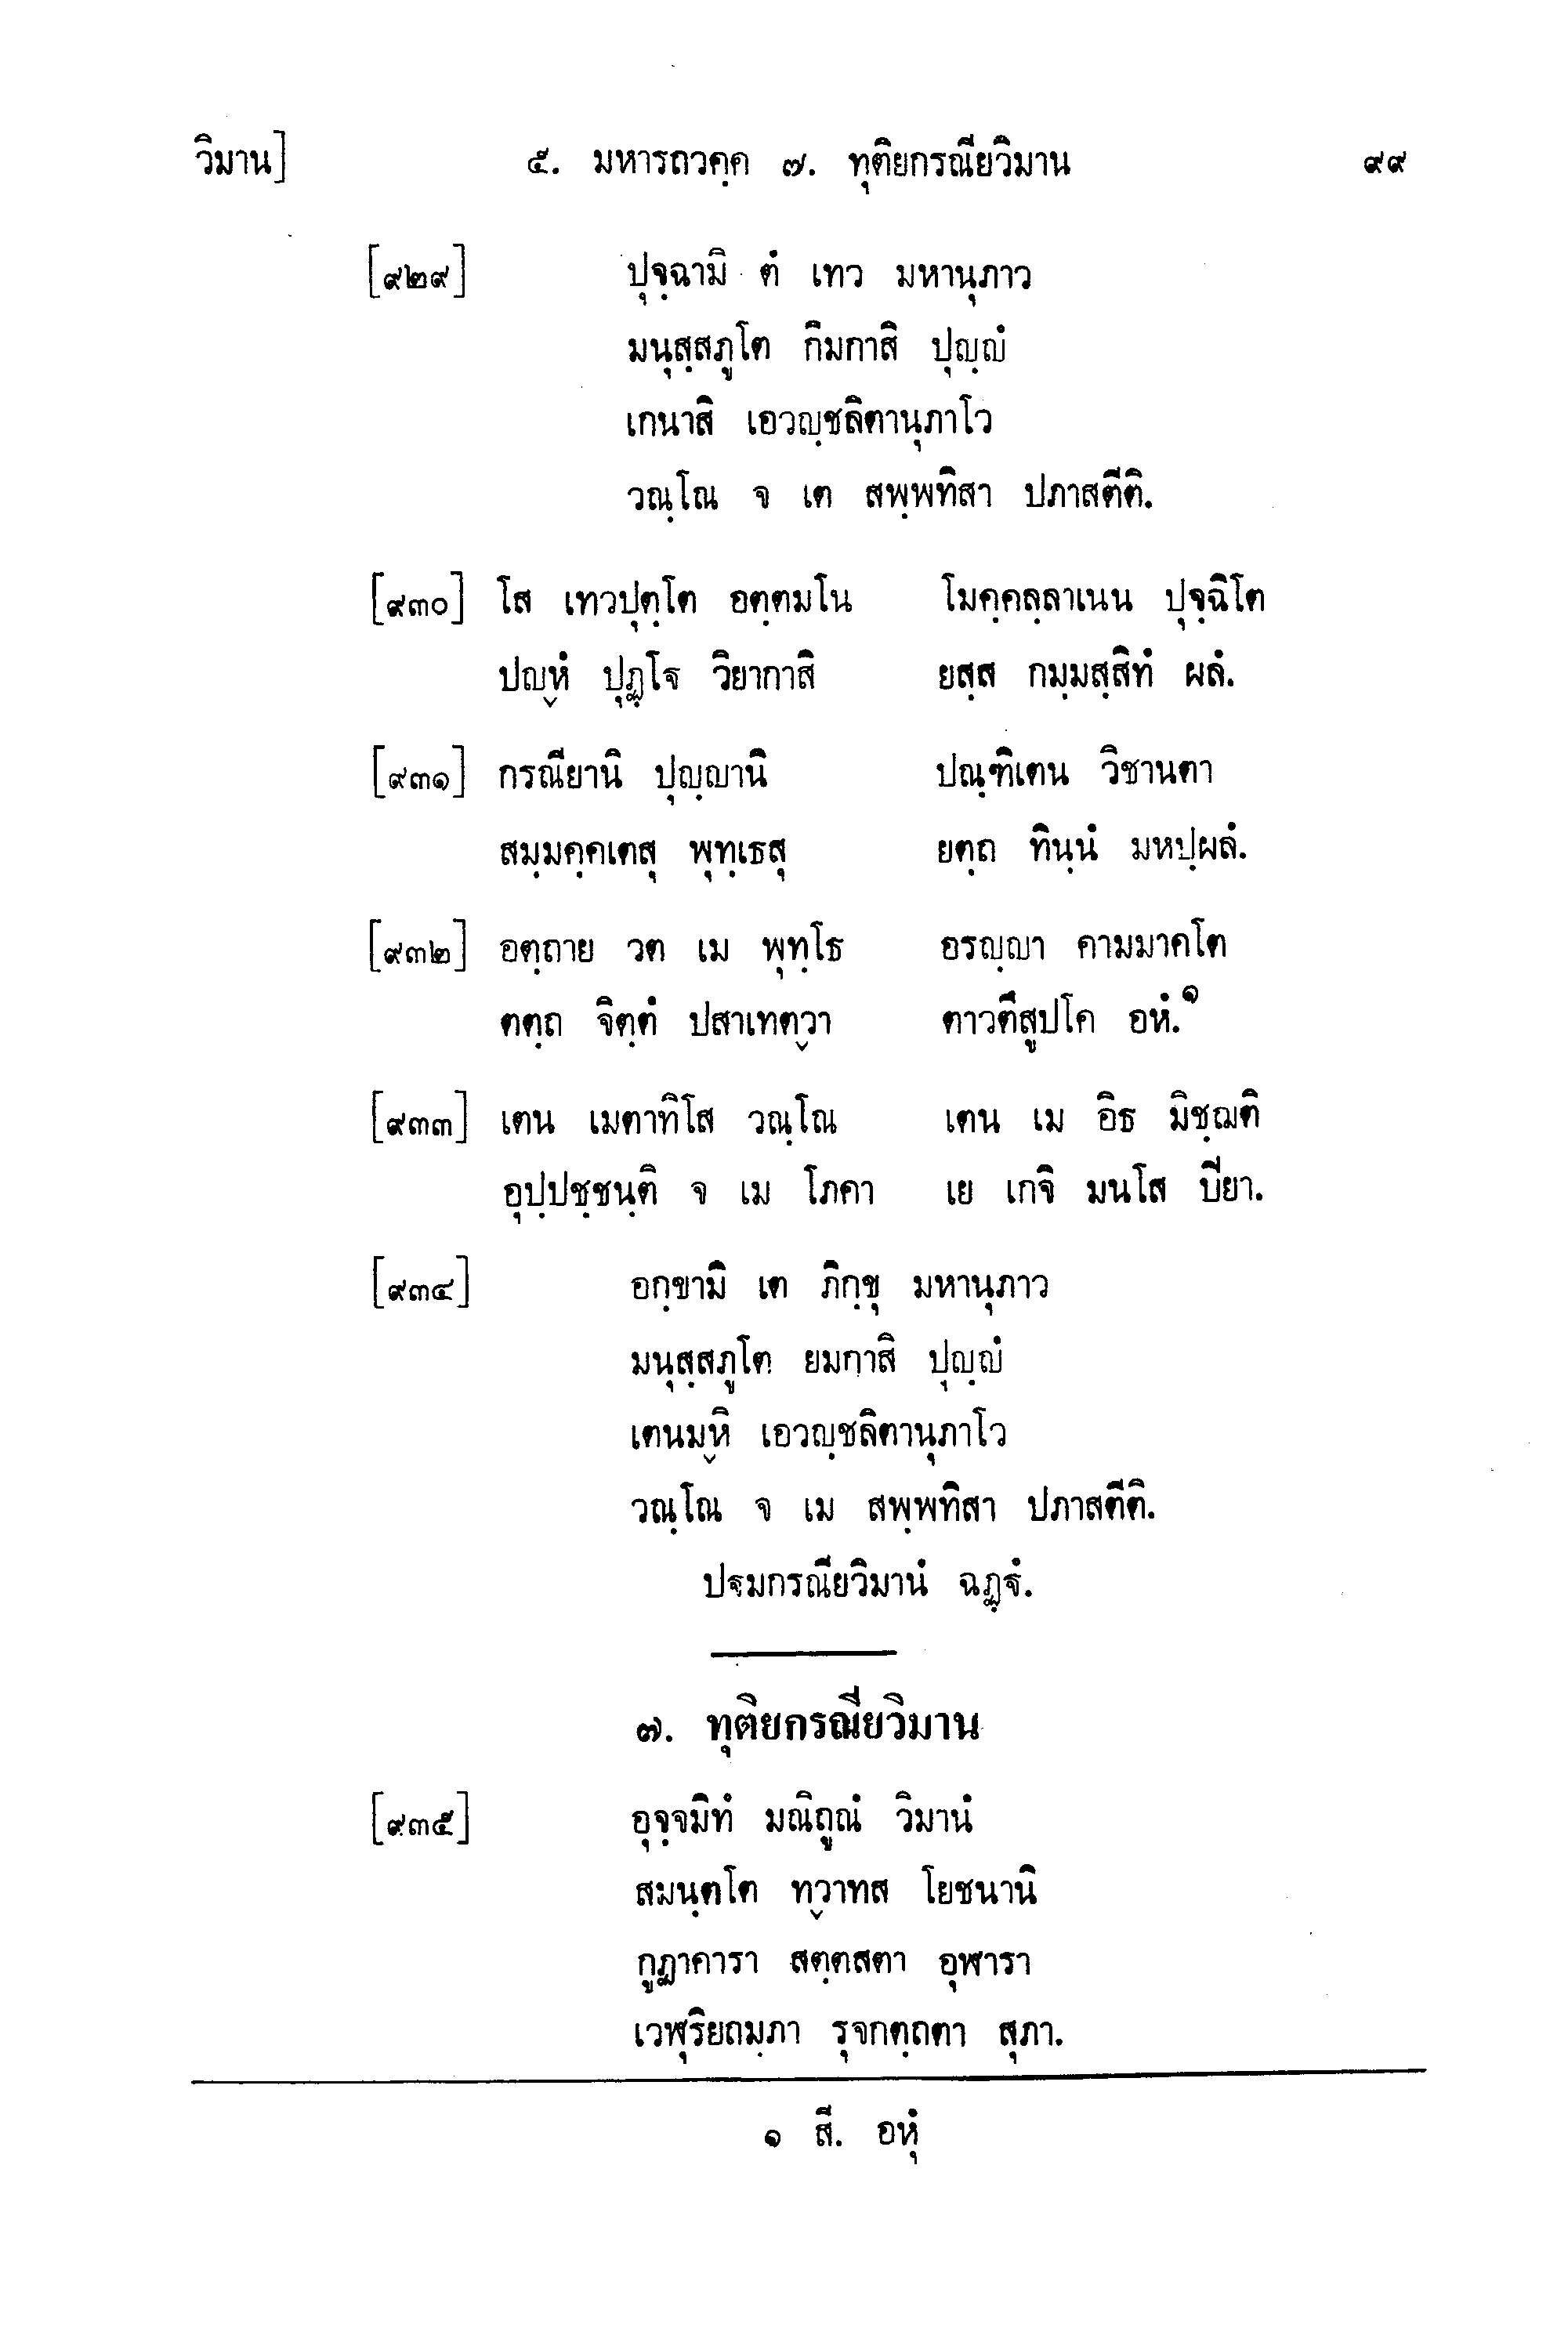 วิมาน] ๕. มหารถวคฺค ๗. ทุติยกรณียวิมาน ๙๙
[๙๒๙] ปุจฺฉามิ ตํ เทว มหานุภาว
มนุสฺสภูโต กิมกาสิ ปุญฺญํ
เกนาสิ เอวญฺชลิตานุภาโว
วณฺโณ จ เต สพฺพทิสา ปภาสตีติ.
[๙๓๐] โส เทวปุตฺโต อตฺตมโน โมคฺคลฺลาเนน ปุจฺฉิโต
ปญฺหํ ปุฏฺโฐ วิยากาสิ ยสฺส กมฺมสฺสิทํ ผลํ.
[๙๓๑] กรณียานิ ปุญฺญานิ ปณฺฑิเตน วิชานตา
สมฺมคฺคเตสุ พุทฺเธสุ ยตฺถ ทินฺนํ มหปฺผลํ.
[๙๓๒] อตฺถาย วต เม พุทฺโธ อรญฺญา คามมาคโต
ตตฺถ จิตฺตํ ปสาเทตฺวา ตาวตึสูปโค อหํ.๑
[๙๓๓] เตน เมตาทิโส วณฺโณ เตน เม อิธ มิชฺฌติ
อุปฺปชฺชนฺติ จ เม โภคา เย เกจิ มนโส ปิยา.
[๙๓๔] อกฺขามิ เต ภิกฺขุ มหานุภาว
มนุสฺสภูโต ยมกาสิ ปุญฺญํ
เตนมฺหิ เอวญฺชลิตานุภาโว
วณฺโณ จ เม สพฺพทิสา ปภาสตีติ.
ปฐมกรณียวิมานํ ฉฏฺฐํ.
๗. ทุติยกรณียวิมาน
[๙๓๕] อุจฺจมิทํ มณิถูณํ วิมานํ
สมนฺตโต ทฺวาทส โยชนานิ
กูฏาคารา สตฺตสตา อุฬารา
เวฬุริยถมฺภา รุจกตฺถตา สุภา.
๑ สี. อหุํ